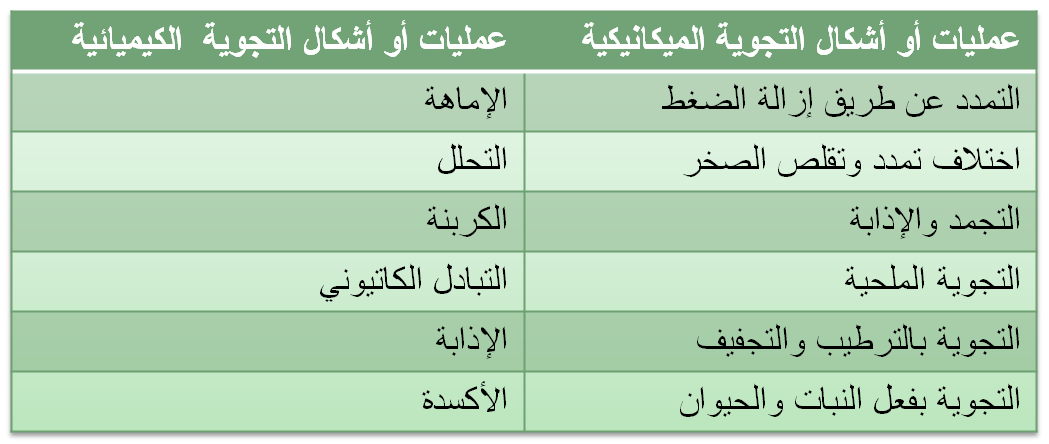 عمليات أو أشكال التجوية الميكانيكية عمليات أو أشكال التجوية الكيميائية
التمدد عن طريق إزالة الضغط الإماهة
اختلاف تمدد وتقلص الصخر التحلل
التجمد والإذابة الكربنة
التجوية الملحية التبادل الكاتيوني
التجوية بالترطيب والتجفيف الإذابة
التجوية بفعل النبات والحيوان الأكسدة